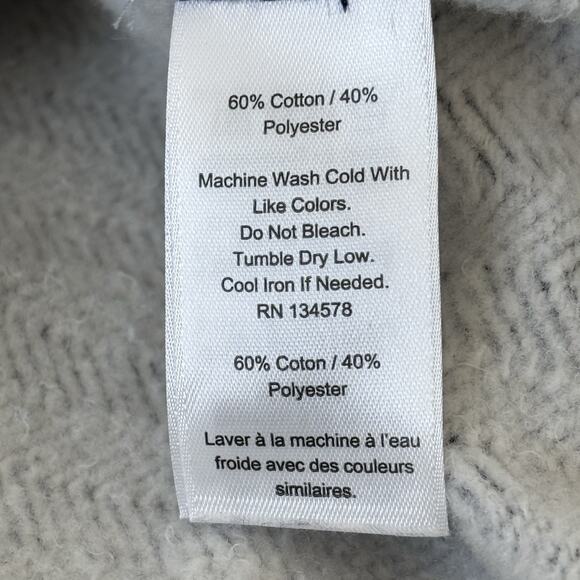 60% Cotton / 40%
Polyester
Machine Wash Cold With
Like Colors.
Do Not Bleach.
Tumble Dry Low.
Cool Iron If Needed.
RN 134578
60% Coton / 40%
Polyester
Laver à la machine à l'eau
froide avec des couleurs
similaires.